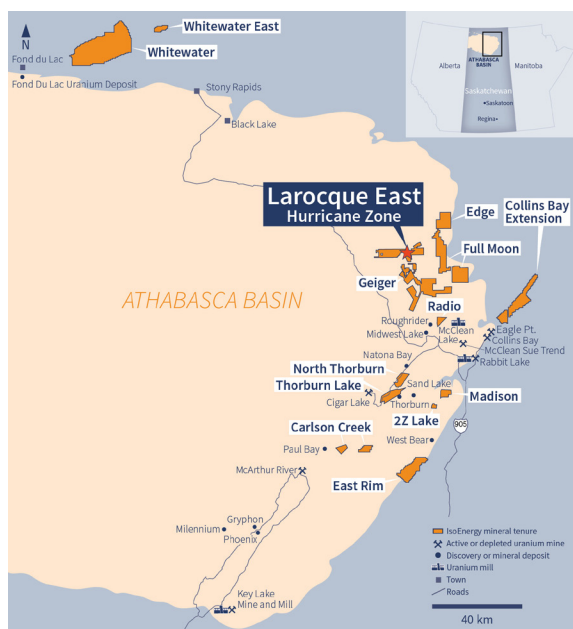 Whitewater East
N
Whitewater
Fond du Lac
Fond Du Lac Uranium Deposit
Stony Rapids
Black Lake
Alberta
ATHABASCA
BASIN
Manitoba
Saskatchewan
Saskatoon
Regina
Larocque East
Hurricane Zone
Edge
Collins Bay
Extension
Full Moon
Geiger
ATHABASCA BASIN
Radio
Roughrider
Midwest Lake
McClean
Lake
Eagle Pt.
Collins Bay
McClean Sue Trend
Rabbit Lake
Natona Bay
North Thorburn
Thorburn Lake
Sand Lake
Cigar Lake
Thorburn
Madison
2Z Lake
Carlson Creek
905
Paul Bay
West Bear
McArthur River
East Rim
Gryphon
Milennium
Phoenix
IsoEnergy mineral tenure
Active or depleted uranium mine
Discovery or mineral deposit
Uranium mill
Town
Roads
Key Lake
Mine and Mill
40 km